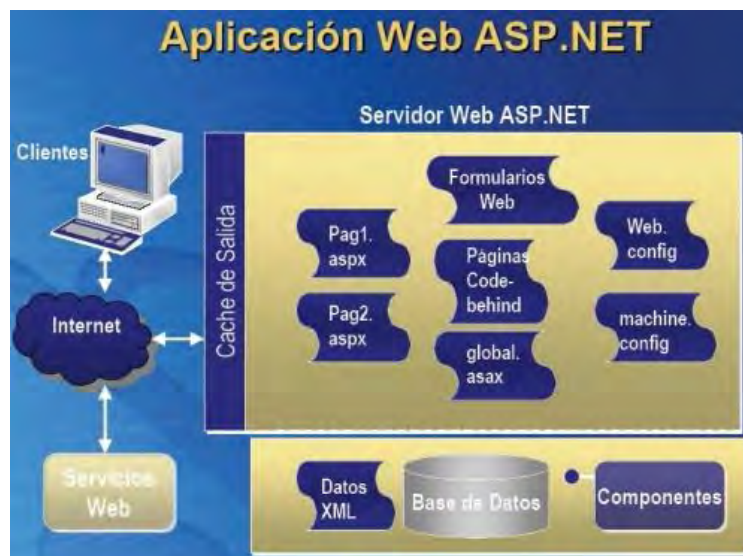 Aplicación Web ASP.NET
Servidor Web ASP.NET
Clientes
Internet
Servicios
Web
Cache de Salida
Pag1.
aspx
Pag2.
aspx
Formularios
Web
Páginas
Code-
behind
global.
asax
Web.
config
machine.
config
Datos
XML
Base de Datos
Componentes